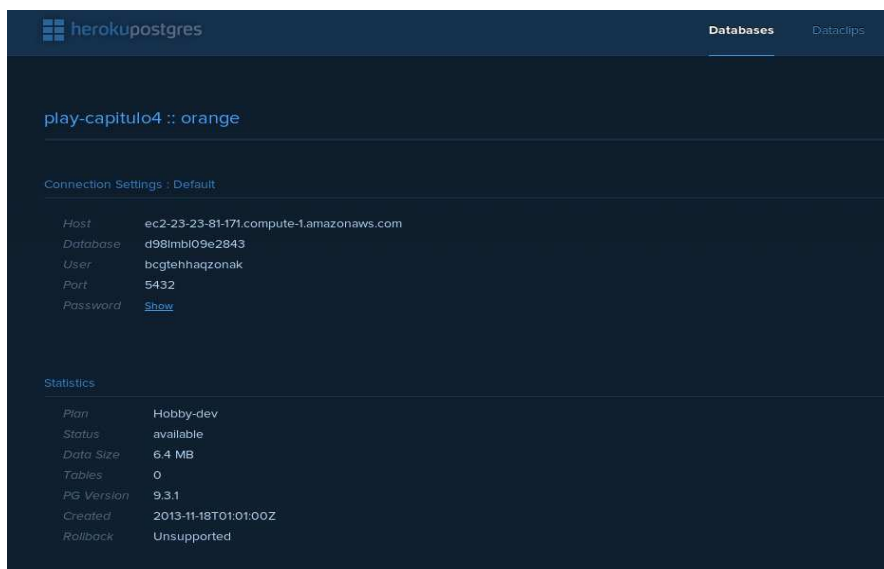 herokupostgres
Databases Dataclips
play-capitulo4 :: orange
Connection Settings : Default
Host ec2-23-23-81-171.compute-1.amazonaws.com
Database d98lmbl09e2843
User bcgtehhaqzonak
Port 5432
Password Show
Statistics
Plan Hobby-dev
Status available
Data Size 6.4 MB
Tables 0
PG Version 9.3.1
Created 2013-11-18T01:01:00Z
Rollback Unsupported